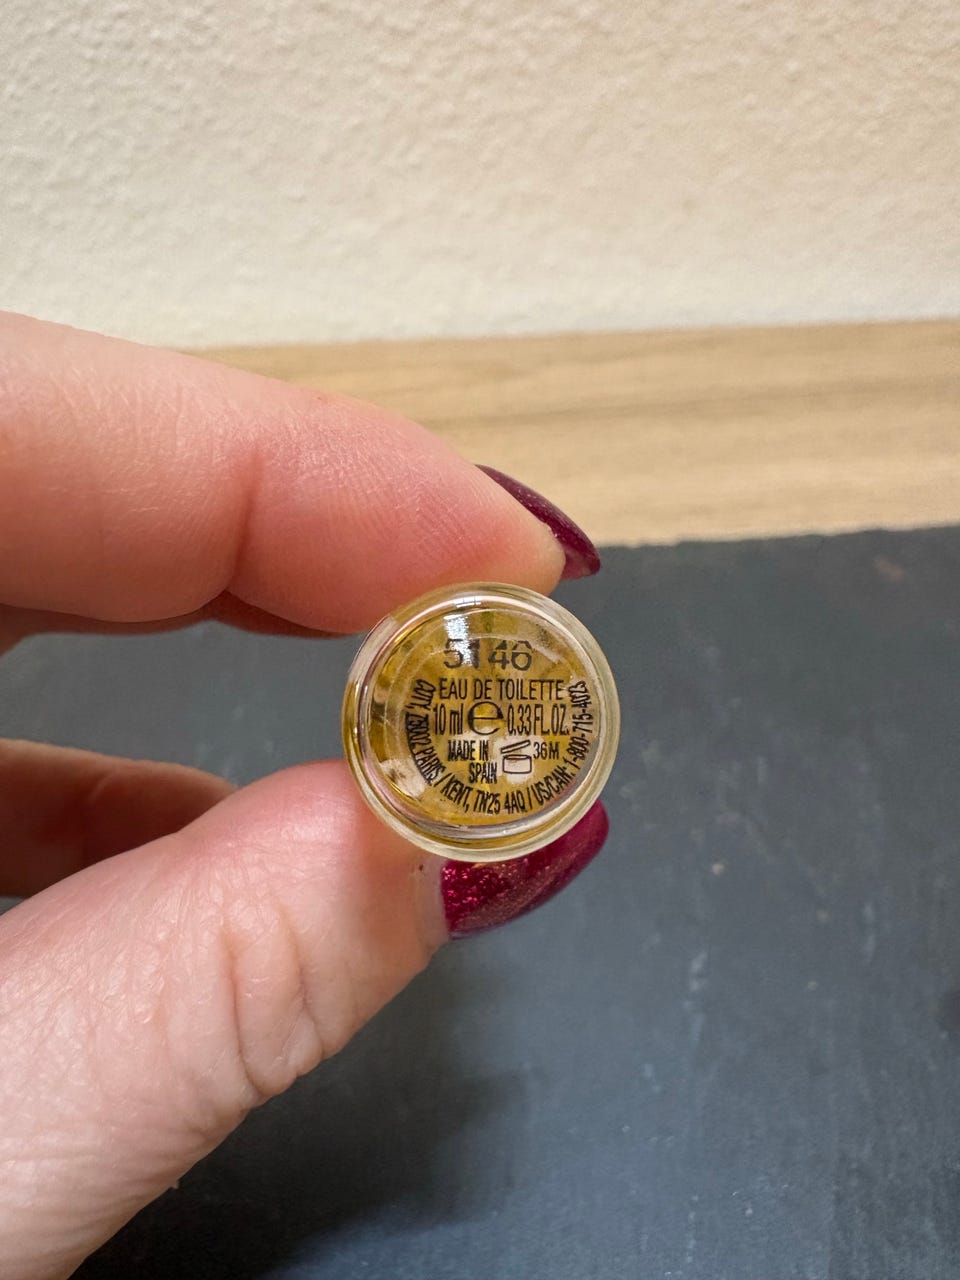 5146
EAU DE TOILETTE
10 ml e 0.33 FL.OZ.
MADE IN
SPAIN
36M
COTY, 75002 PARIS / KENT, TN25 4AQ / US/CAN: 1-800-715-4023